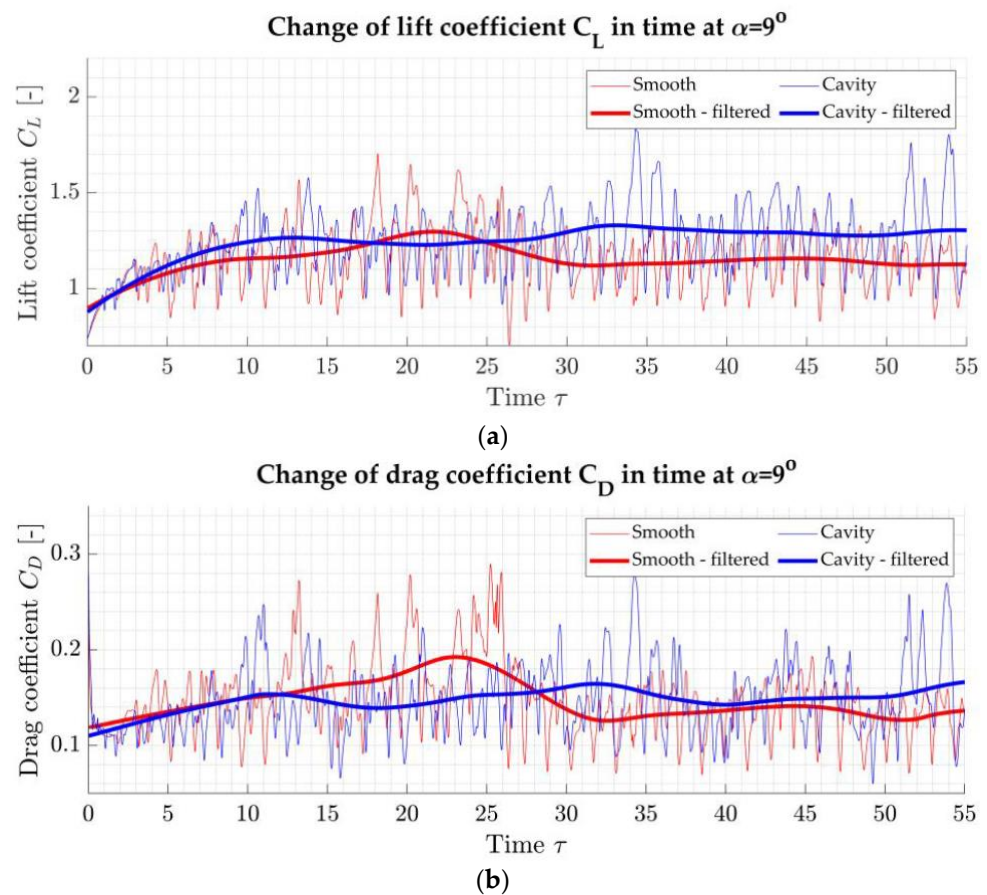 Change of lift coefficient C_L in time at α=9°
Lift coefficient C_L [-]
2
1.5
1
Smooth
Cavity
Smooth - filtered
Cavity - filtered
0 5 10 15 20 25 30 35 40 45 50 55
Time τ
(a)
Change of drag coefficient C_D in time at α=9°
Drag coefficient C_D [-]
0.3
0.2
0.1
Smooth
Cavity
Smooth - filtered
Cavity - filtered
0 5 10 15 20 25 30 35 40 45 50 55
Time τ
(b)